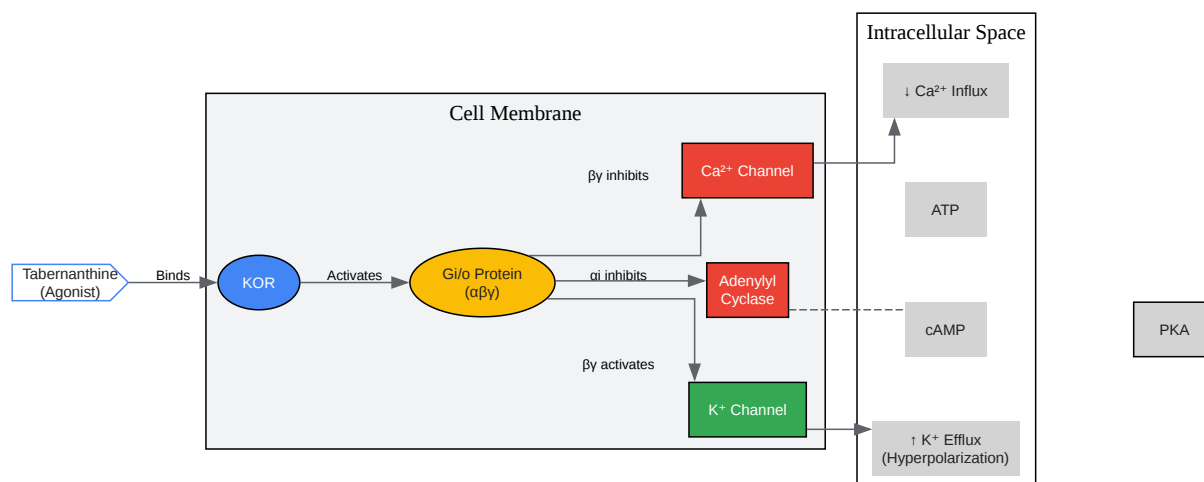 Intracellular Space
↓ Ca²⁺ Influx
Cell Membrane
Ca²⁺ Channel
βγ inhibits
ATP
Tabernanthine
(Agonist)
Binds
KOR
Activates
Gi/o Protein
(αβγ)
αi inhibits
Adenylyl
Cyclase
cAMP
PKA
βγ activates
K⁺ Channel
↑ K⁺ Efflux
(Hyperpolarization)